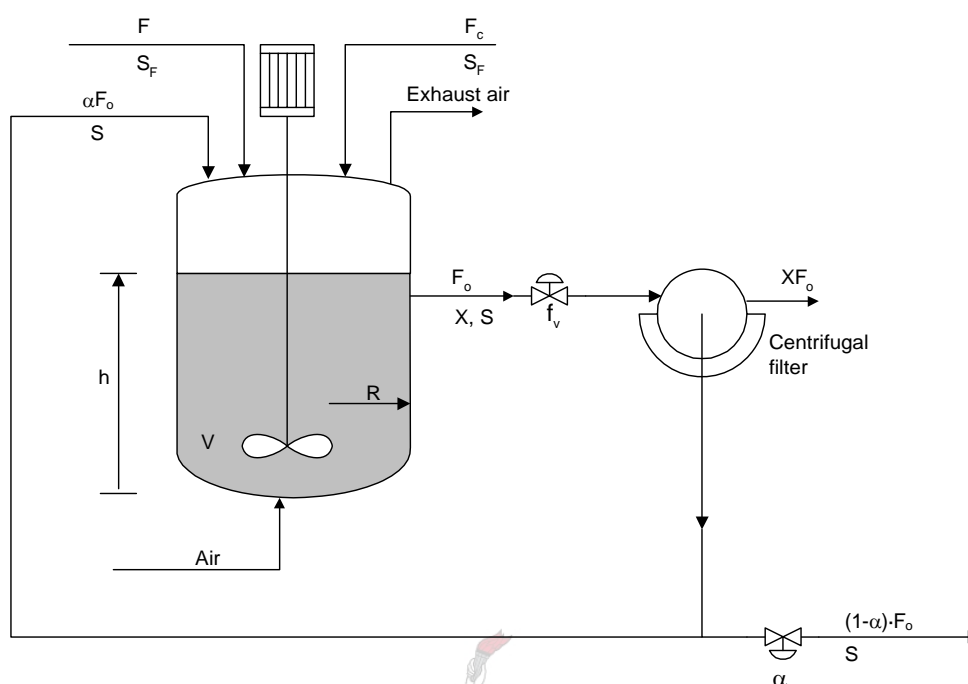 F
S_F
F_c
S_F
αF_o
S
Exhaust air
F_o
X, S
f_v
XF_o
Centrifugal
filter
h
R
V
Air
(1-α)·F_o
S
α